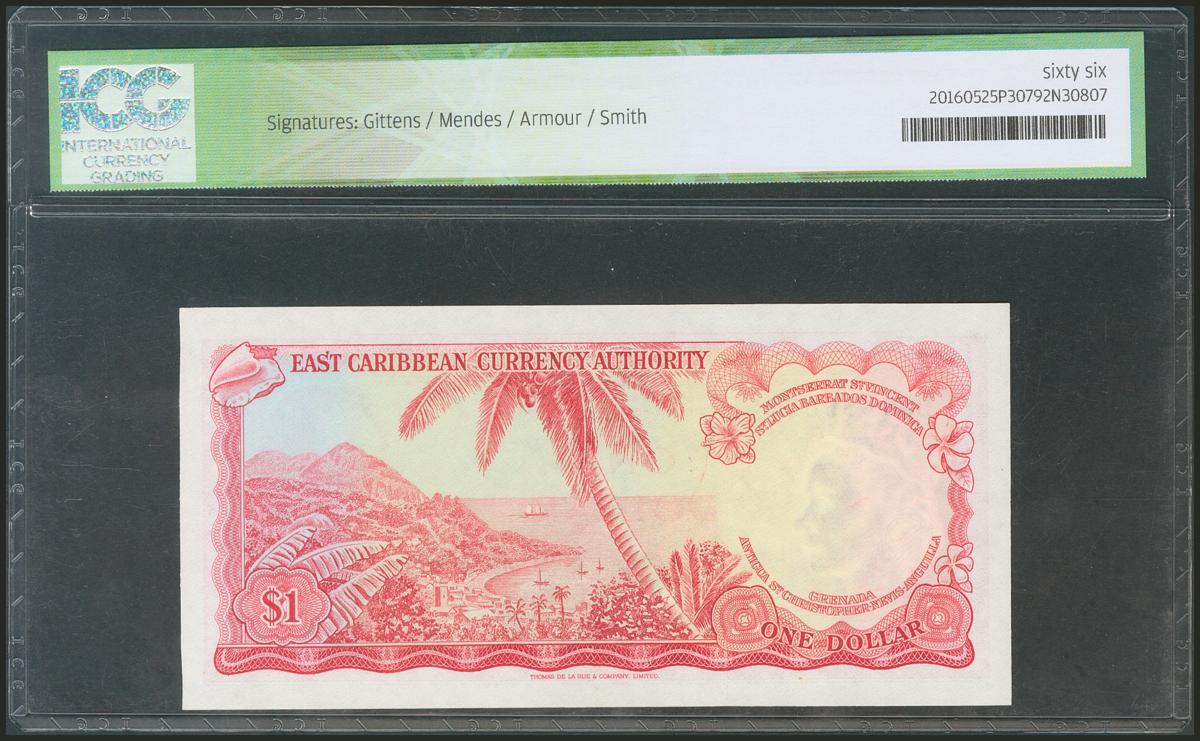 ICG
INTERNATIONAL
CURRENCY
GRADING
Signatures: Gittens / Mendes / Armour / Smith
sixty six
20160525P30792N30807
EAST CARIBBEAN CURRENCY AUTHORITY
MONTSERRAT ST VINCENT
ST LUCIA BARBADOS DOMINICA
GRENADA
ANTIGUA ST CHRISTOPHER-NEVIS-ANGUILLA
$1
ONE DOLLAR
THOMAS DE LA RUE & COMPANY, LIMITED.